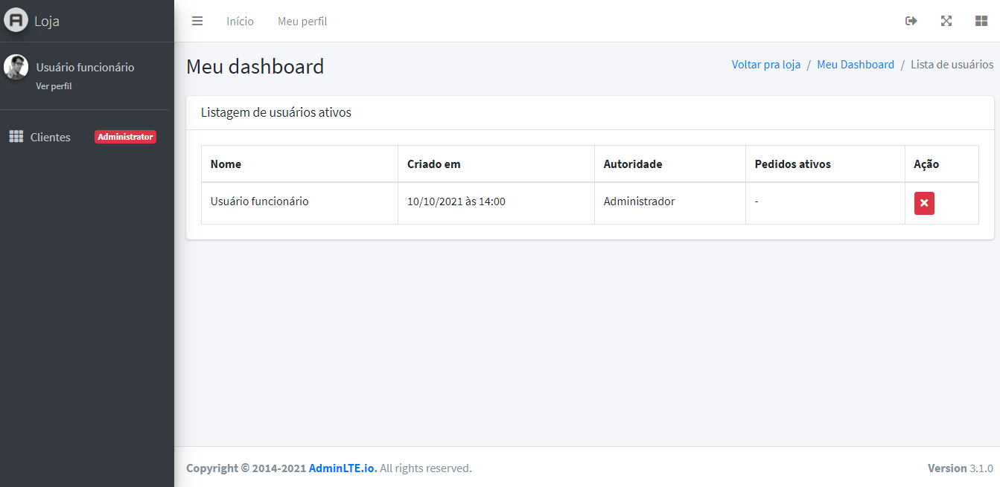 Loja
Início Meu perfil
Usuário funcionário
Ver perfil
Clientes Administrator
Meu dashboard
Voltar pra loja / Meu Dashboard / Lista de usuários
Listagem de usuários ativos
Nome Criado em Autoridade Pedidos ativos Ação
Usuário funcionário 10/10/2021 às 14:00 Administrador -
Copyright © 2014-2021 AdminLTE.io. All rights reserved.
Version 3.1.0